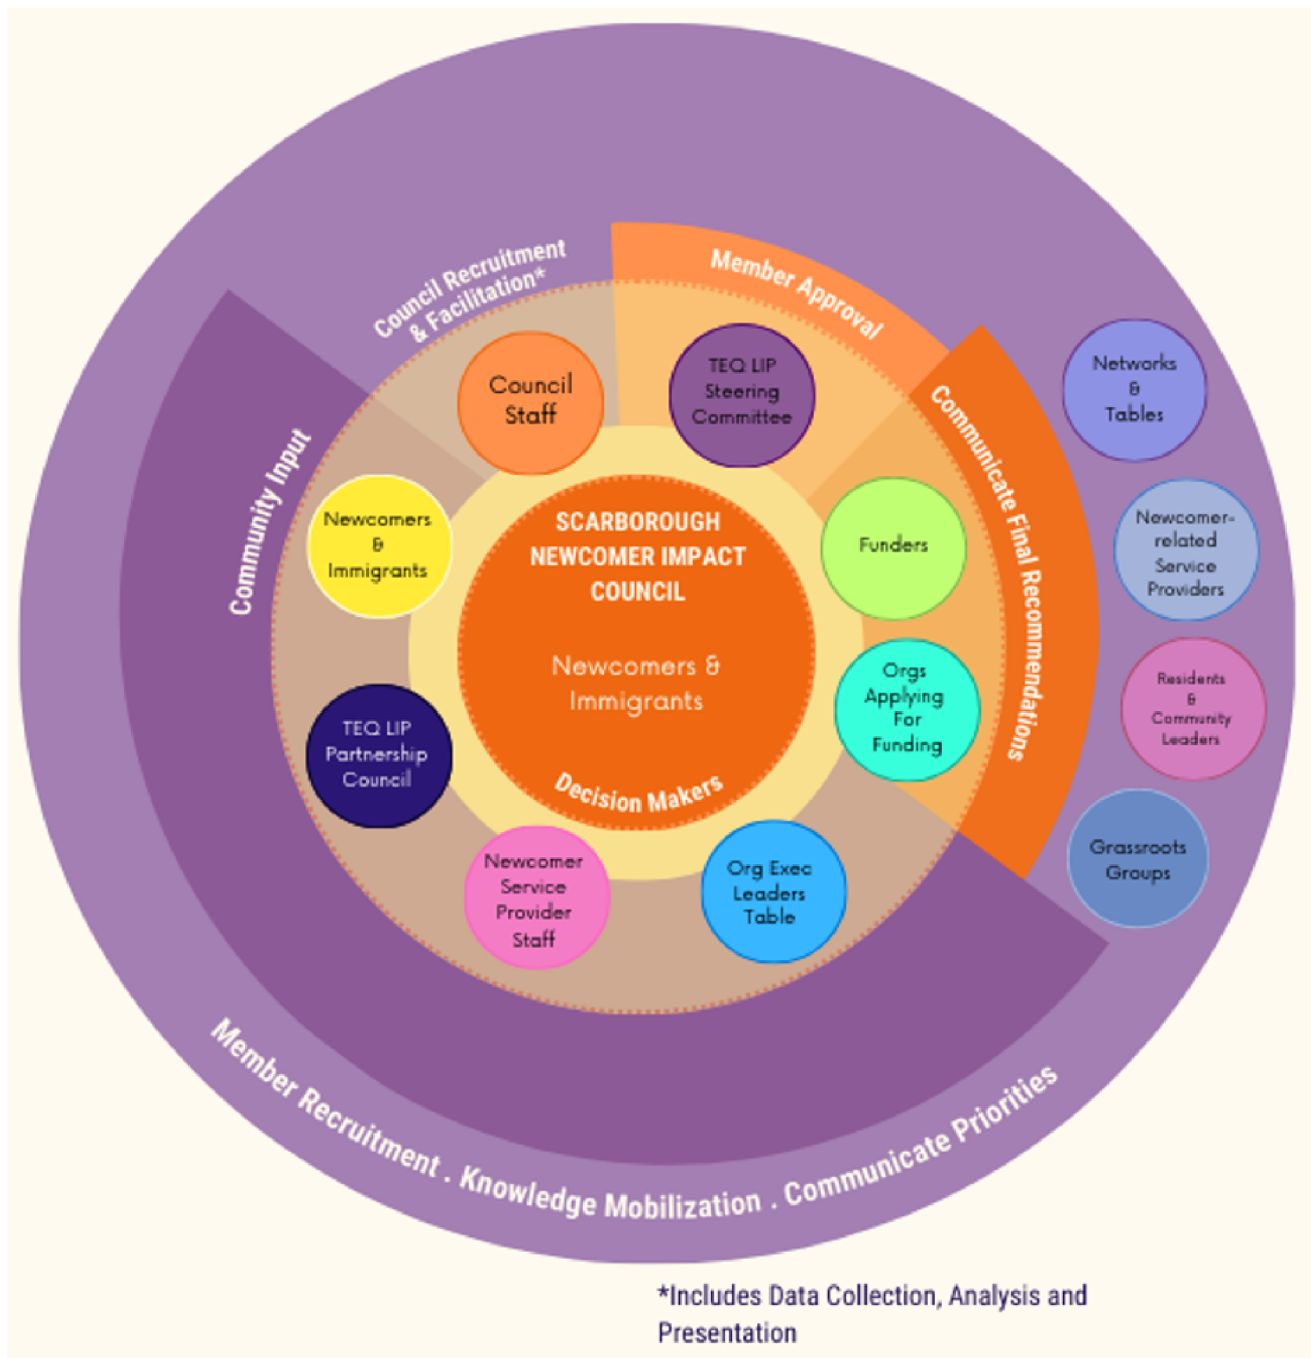 Council Recruitment
& Facilitation*
Member Approval
Communicate Final Recommendations
Community Input
Council
Staff
TEQ LIP
Steering
Committee
Networks
&
Tables
Newcomers
&
Immigrants
Funders
Newcomer-
related
Service
Providers
SCARBOROUGH
NEWCOMER IMPACT
COUNCIL
Newcomers &
Immigrants
Decision Makers
Orgs
Applying
For
Funding
Residents
&
Community
Leaders
TEQ LIP
Partnership
Council
Newcomer
Service
Provider
Staff
Org Exec
Leaders
Table
Grassroots
Groups
Member Recruitment . Knowledge Mobilization . Communicate Priorities
*Includes Data Collection, Analysis and
Presentation